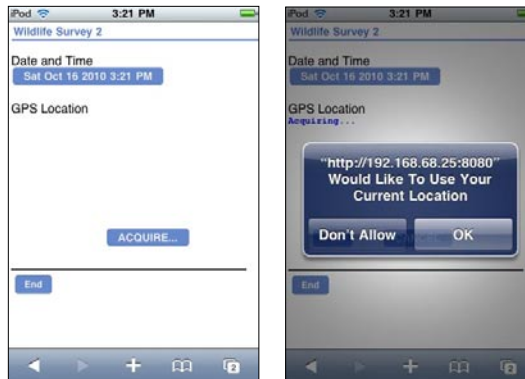 iPod 3:21 PM
Wildlife Survey 2
Date and Time
Sat Oct 16 2010 3:21 PM
GPS Location
ACQUIRE...
End
2
iPod 3:21 PM
Wildlife Survey 2
Date and Time
Sat Oct 16 2010 3:21 PM
GPS Location
Acquiring...
"http://192.168.68.25:8080"
Would Like To Use Your
Current Location
Don't Allow OK
End
2